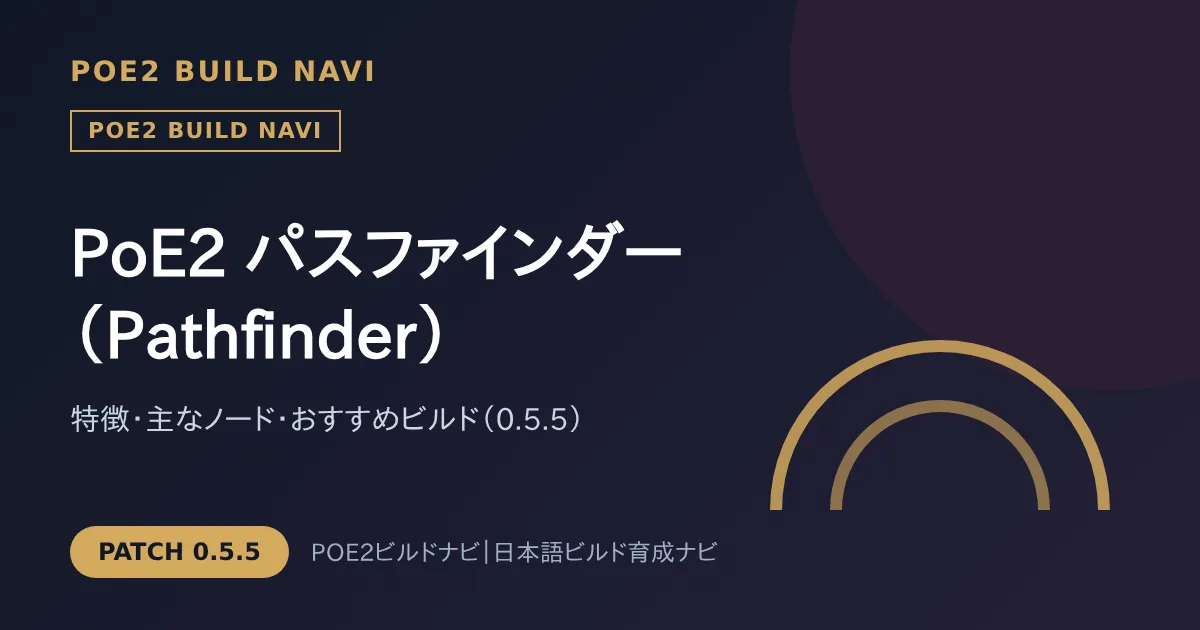 POE2 BUILD NAVI
POE2 BUILD NAVI
PoE2 パスファインダー
（Pathfinder）
特徴・主なノード・おすすめビルド（0.5.5）
PATCH 0.5.5
POE2ビルドナビ|日本語ビルド育成ナビ